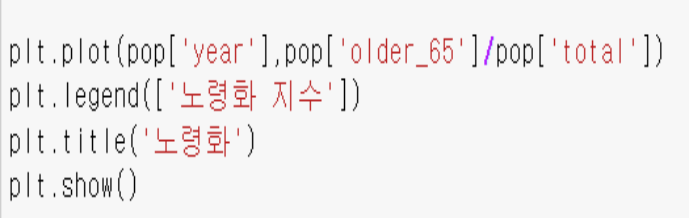 plt.plot(pop['year'],pop['older_65']/pop['total'])
plt.legend(['노령화 지수'])
plt.title('노령화')
plt.show()